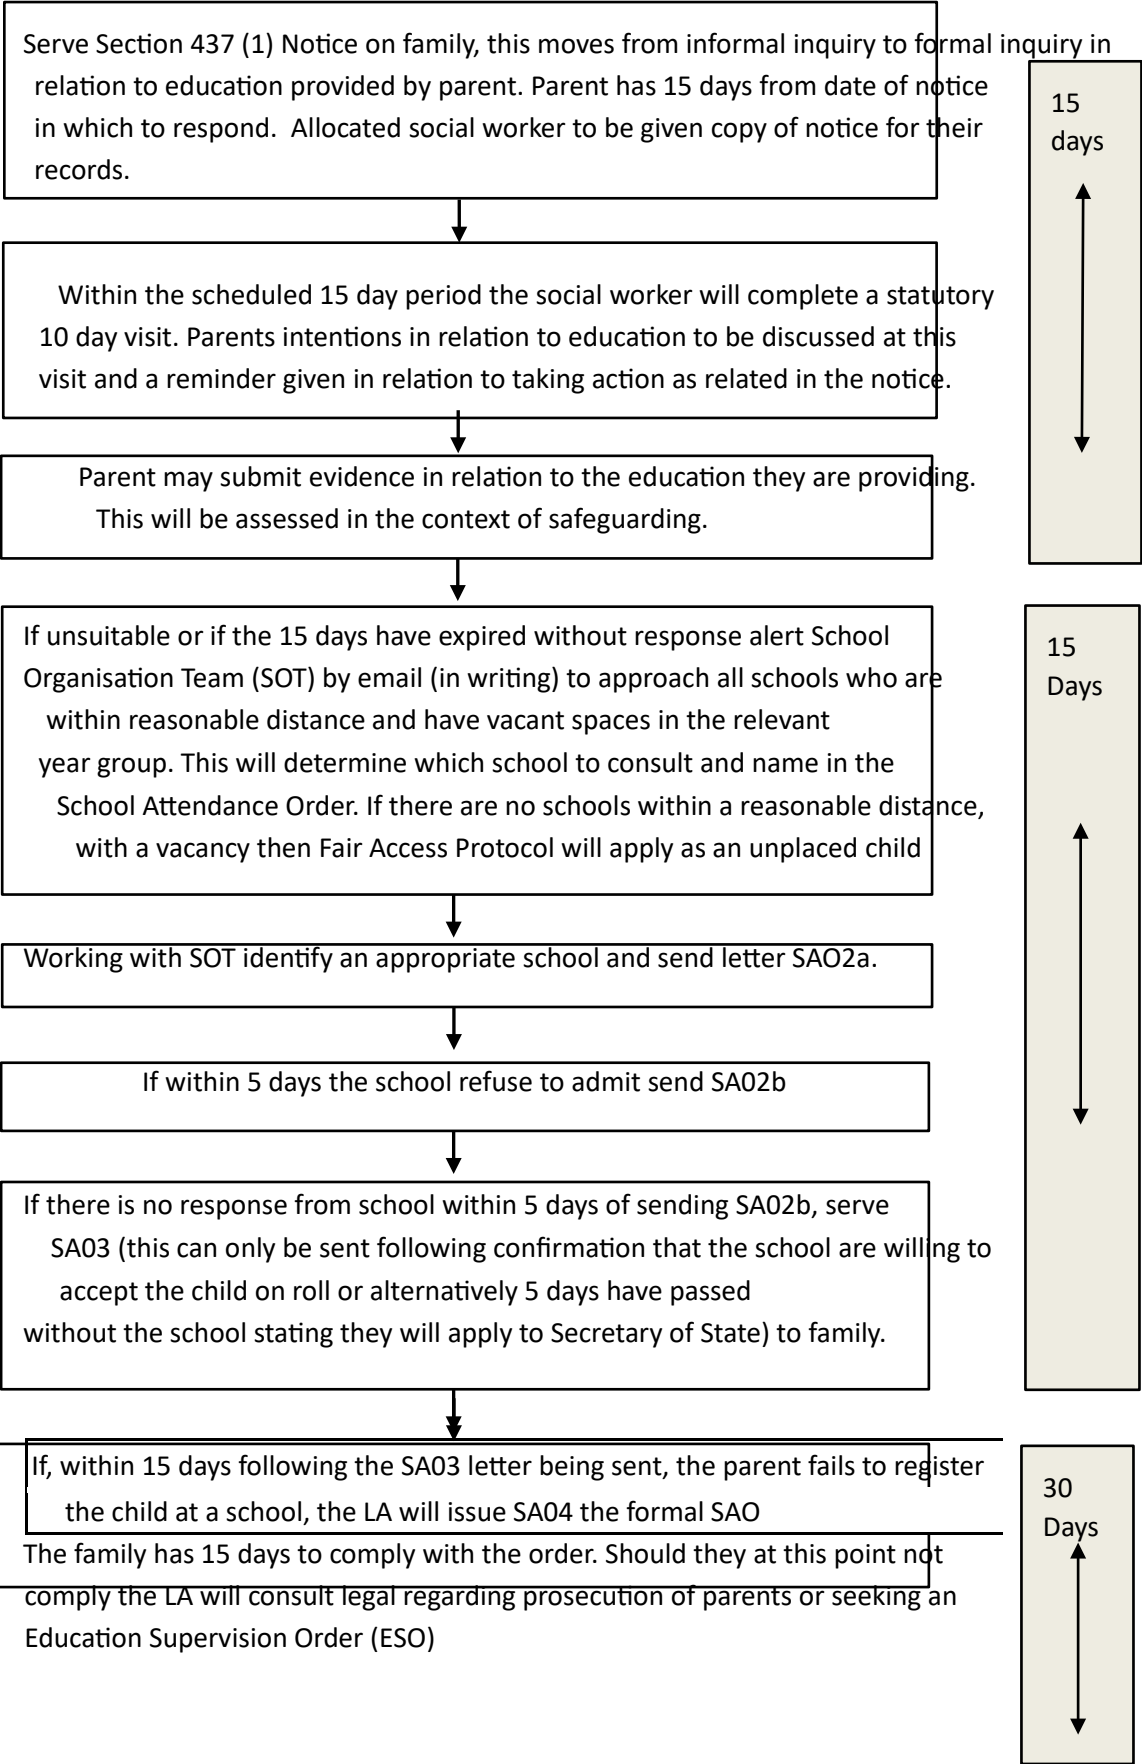 Serve Section 437 (1) Notice on family, this moves from informal inquiry to formal inquiry in
relation to education provided by parent. Parent has 15 days from date of notice
in which to respond.  Allocated social worker to be given copy of notice for their
records.
15
days
Within the scheduled 15 day period the social worker will complete a statutory
10 day visit. Parents intentions in relation to education to be discussed at this
visit and a reminder given in relation to taking action as related in the notice.
Parent may submit evidence in relation to the education they are providing.
This will be assessed in the context of safeguarding.
If unsuitable or if the 15 days have expired without response alert School
Organisation Team (SOT) by email (in writing) to approach all schools who are
within reasonable distance and have vacant spaces in the relevant
year group. This will determine which school to consult and name in the
School Attendance Order. If there are no schools within a reasonable distance,
with a vacancy then Fair Access Protocol will apply as an unplaced child
15
Days
Working with SOT identify an appropriate school and send letter SAO2a.
If within 5 days the school refuse to admit send SA02b
If there is no response from school within 5 days of sending SA02b, serve
SA03 (this can only be sent following confirmation that the school are willing to
accept the child on roll or alternatively 5 days have passed
without the school stating they will apply to Secretary of State) to family.
If, within 15 days following the SA03 letter being sent, the parent fails to register
the child at a school, the LA will issue SA04 the formal SAO
The family has 15 days to comply with the order. Should they at this point not
comply the LA will consult legal regarding prosecution of parents or seeking an
Education Supervision Order (ESO)
30
Days